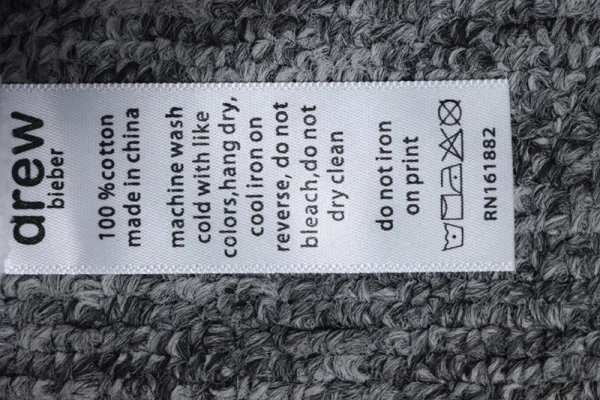 drew
bieber
100 %cotton
made in china
machine wash
cold with like
colors,hang dry,
cool iron on
reverse, do not
bleach,do not
dry clean
do not iron
on print
RN161882